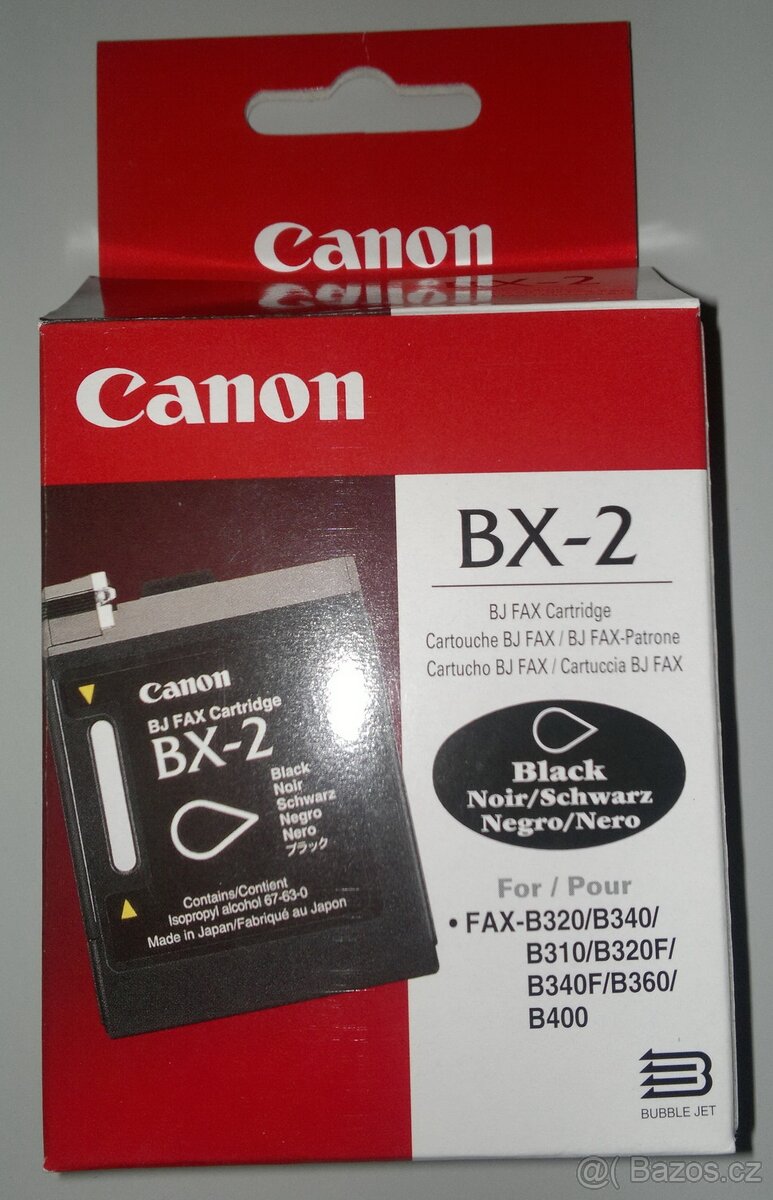 Canon
BX-2
Canon
BX-2
BJ FAX Cartridge
Cartouche BJ FAX / BJ FAX-Patrone
Cartucho BJ FAX / Cartuccia BJ FAX
Canon
BJ FAX Cartridge
BX-2
Black
Noir
Schwarz
Negro
Nero
ブラック
Contains/Contient
Isopropyl alcohol 67-63-0
Made in Japan/Fabriqué au Japon
Black
Noir/Schwarz
Negro/Nero
For / Pour
• FAX-B320/B340/
B310/B320F/
B340F/B360/
B400
BUBBLE JET
@( Bazos.cz